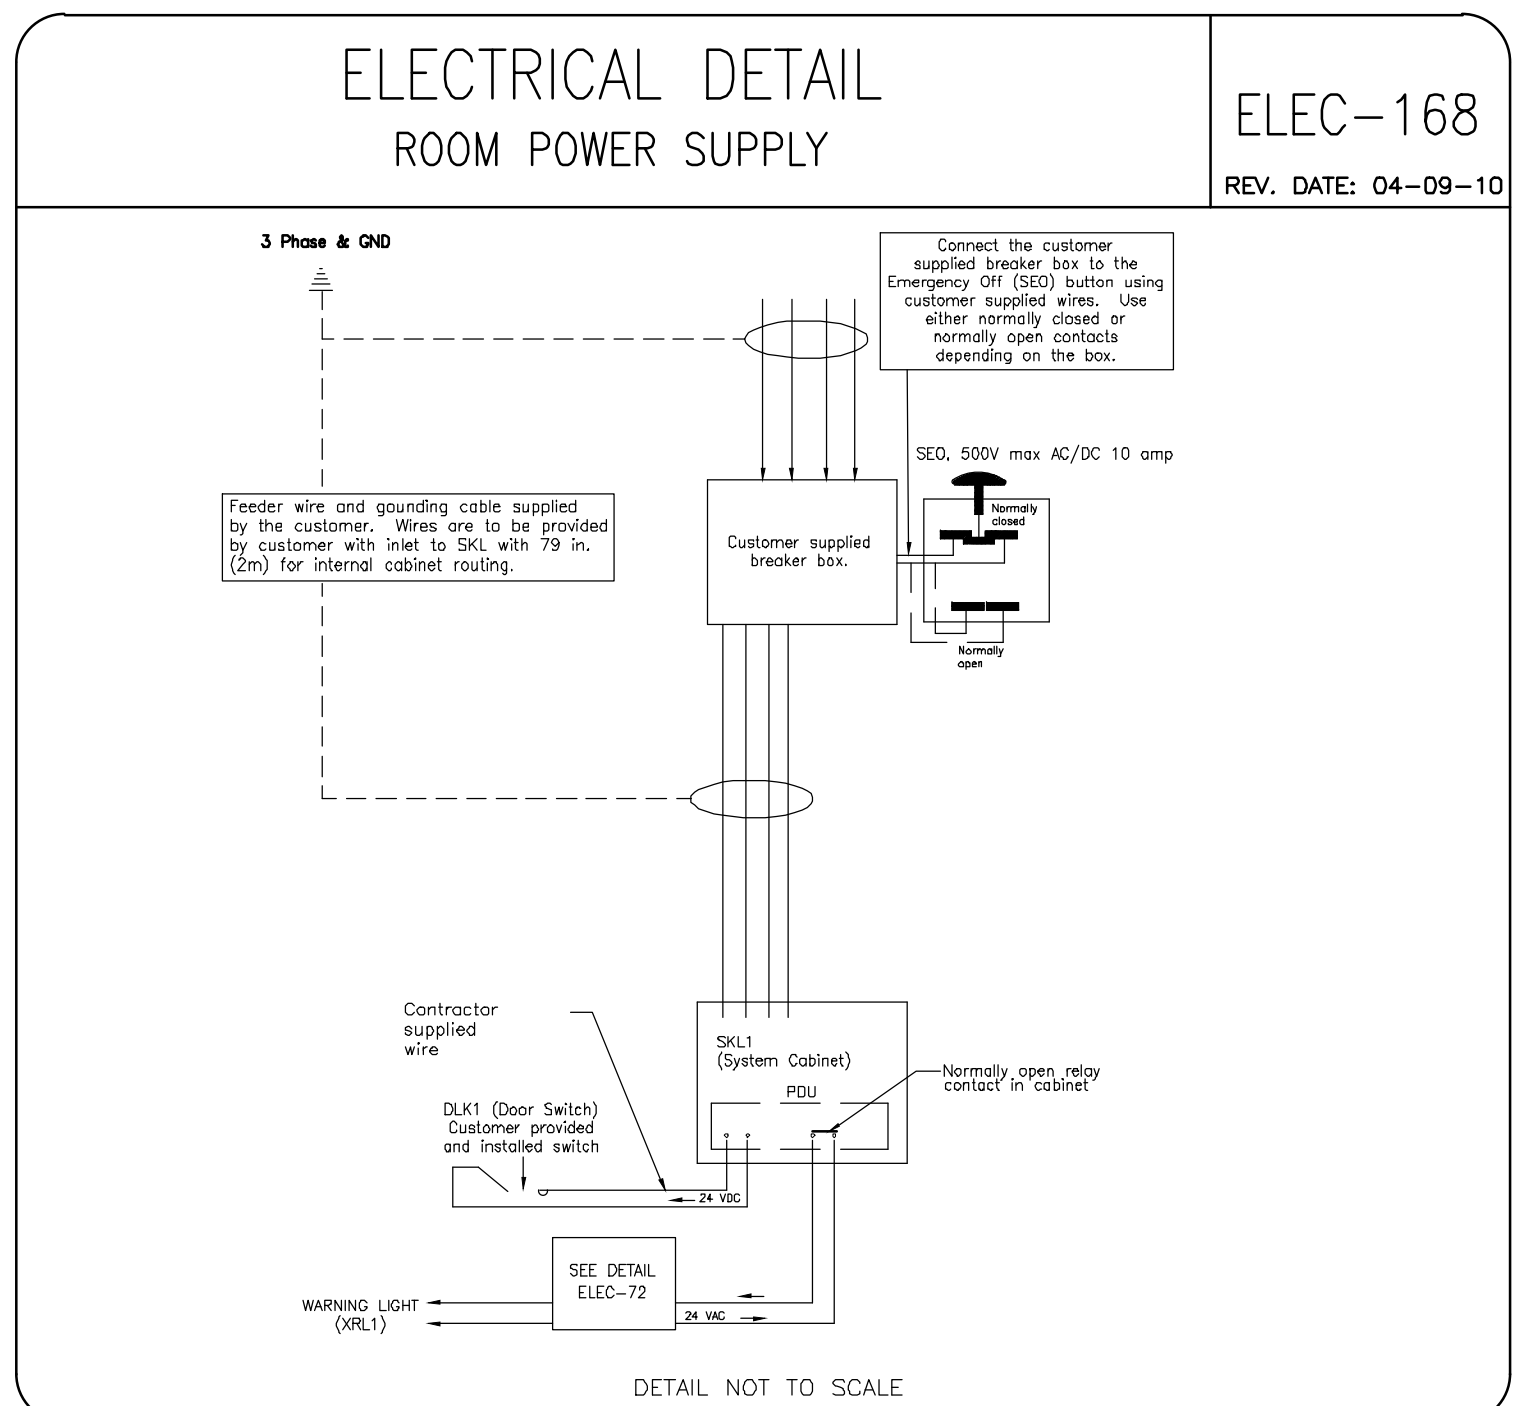 ELECTRICAL DETAIL
ROOM POWER SUPPLY
ELEC-168
REV. DATE: 04-09-10
3 Phase & GND
Connect the customer
supplied breaker box to the
Emergency Off (SEO) button using
customer supplied wires. Use
either normally closed or
normally open contacts
depending on the box.
SEO, 500V max AC/DC 10 amp
Normally
closed
Feeder wire and gounding cable supplied
by the customer. Wires are to be provided
by customer with inlet to SKL with 79 in.
(2m) for internal cabinet routing.
Customer supplied
breaker box.
Normally
open
Contractor
supplied
wire
SKL1
(System Cabinet)
PDU
Normally open relay
contact in cabinet
DLK1 (Door Switch)
Customer provided
and installed switch
24 VDC
SEE DETAIL
ELEC-72
24 VAC
WARNING LIGHT
(XRL1)
DETAIL NOT TO SCALE